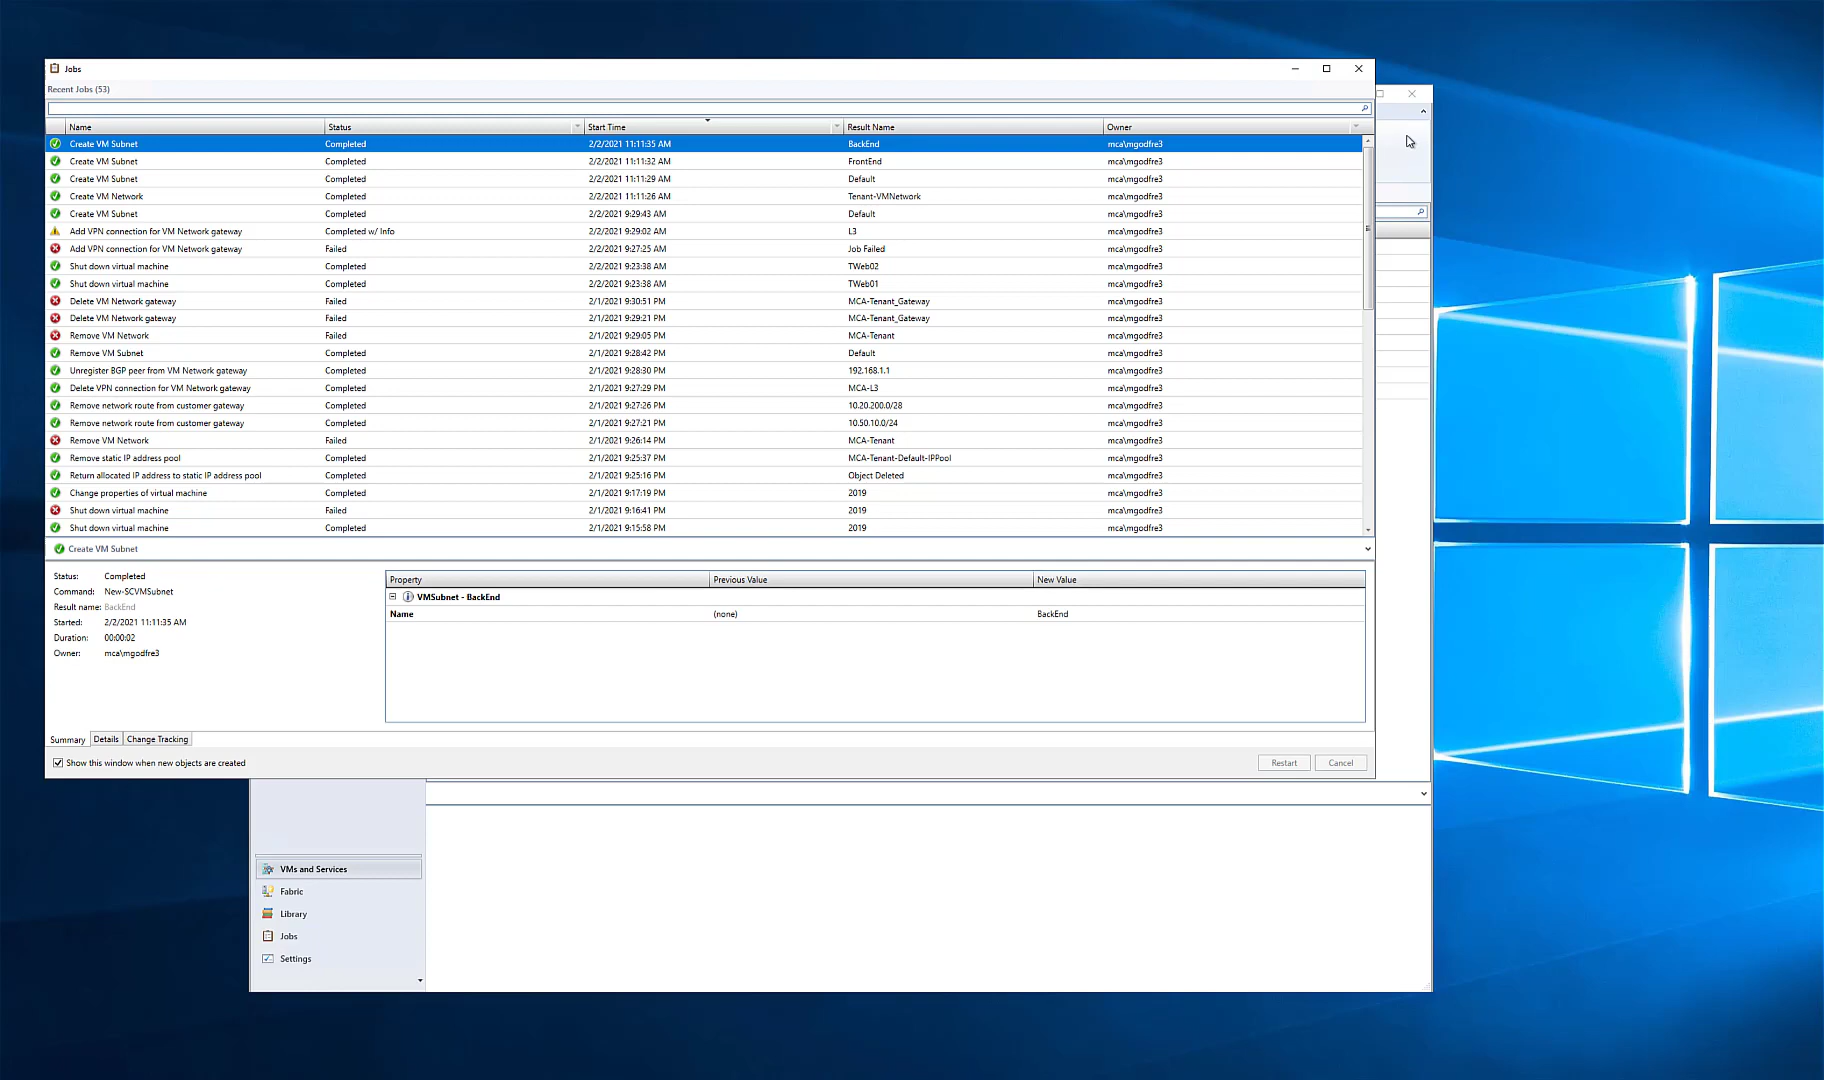 Jobs
Recent Jobs (53)
Name Status Start Time Result Name Owner
Create VM Subnet Completed 2/2/2021 11:11:35 AM BackEnd mca\mgodfre3
Create VM Subnet Completed 2/2/2021 11:11:32 AM FrontEnd mca\mgodfre3
Create VM Subnet Completed 2/2/2021 11:11:29 AM Default mca\mgodfre3
Create VM Network Completed 2/2/2021 11:11:26 AM Tenant-VMNetwork mca\mgodfre3
Create VM Subnet Completed 2/2/2021 9:29:43 AM Default mca\mgodfre3
Add VPN connection for VM Network gateway Completed w/ Info 2/2/2021 9:29:02 AM L3 mca\mgodfre3
Add VPN connection for VM Network gateway Failed 2/2/2021 9:27:25 AM Job Failed mca\mgodfre3
Shut down virtual machine Completed 2/2/2021 9:23:38 AM TWeb02 mca\mgodfre3
Shut down virtual machine Completed 2/2/2021 9:23:38 AM TWeb01 mca\mgodfre3
Delete VM Network gateway Failed 2/1/2021 9:30:51 PM MCA-Tenant_Gateway mca\mgodfre3
Delete VM Network gateway Failed 2/1/2021 9:29:21 PM MCA-Tenant_Gateway mca\mgodfre3
Remove VM Network Failed 2/1/2021 9:29:05 PM MCA-Tenant mca\mgodfre3
Remove VM Subnet Completed 2/1/2021 9:28:42 PM Default mca\mgodfre3
Unregister BGP peer from VM Network gateway Completed 2/1/2021 9:28:30 PM 192.168.1.1 mca\mgodfre3
Delete VPN connection for VM Network gateway Completed 2/1/2021 9:27:29 PM MCA-L3 mca\mgodfre3
Remove network route from customer gateway Completed 2/1/2021 9:27:26 PM 10.20.200.0/28 mca\mgodfre3
Remove network route from customer gateway Completed 2/1/2021 9:27:21 PM 10.50.10.0/24 mca\mgodfre3
Remove VM Network Failed 2/1/2021 9:26:14 PM MCA-Tenant mca\mgodfre3
Remove static IP address pool Completed 2/1/2021 9:25:37 PM MCA-Tenant-Default-IPPool mca\mgodfre3
Return allocated IP address to static IP address pool Completed 2/1/2021 9:25:16 PM Object Deleted mca\mgodfre3
Change properties of virtual machine Completed 2/1/2021 9:17:19 PM 2019 mca\mgodfre3
Shut down virtual machine Failed 2/1/2021 9:16:41 PM 2019 mca\mgodfre3
Shut down virtual machine Completed 2/1/2021 9:15:58 PM 2019 mca\mgodfre3
Create VM Subnet
Status: Completed
Command: New-SCVMSubnet
Result name: BackEnd
Started: 2/2/2021 11:11:35 AM
Duration: 00:00:02
Owner: mca\mgodfre3
Property Previous Value New Value
VMSubnet - BackEnd
Name (none) BackEnd
Summary Details Change Tracking
Show this window when new objects are created
Restart Cancel
VMs and Services
Fabric
Library
Jobs
Settings